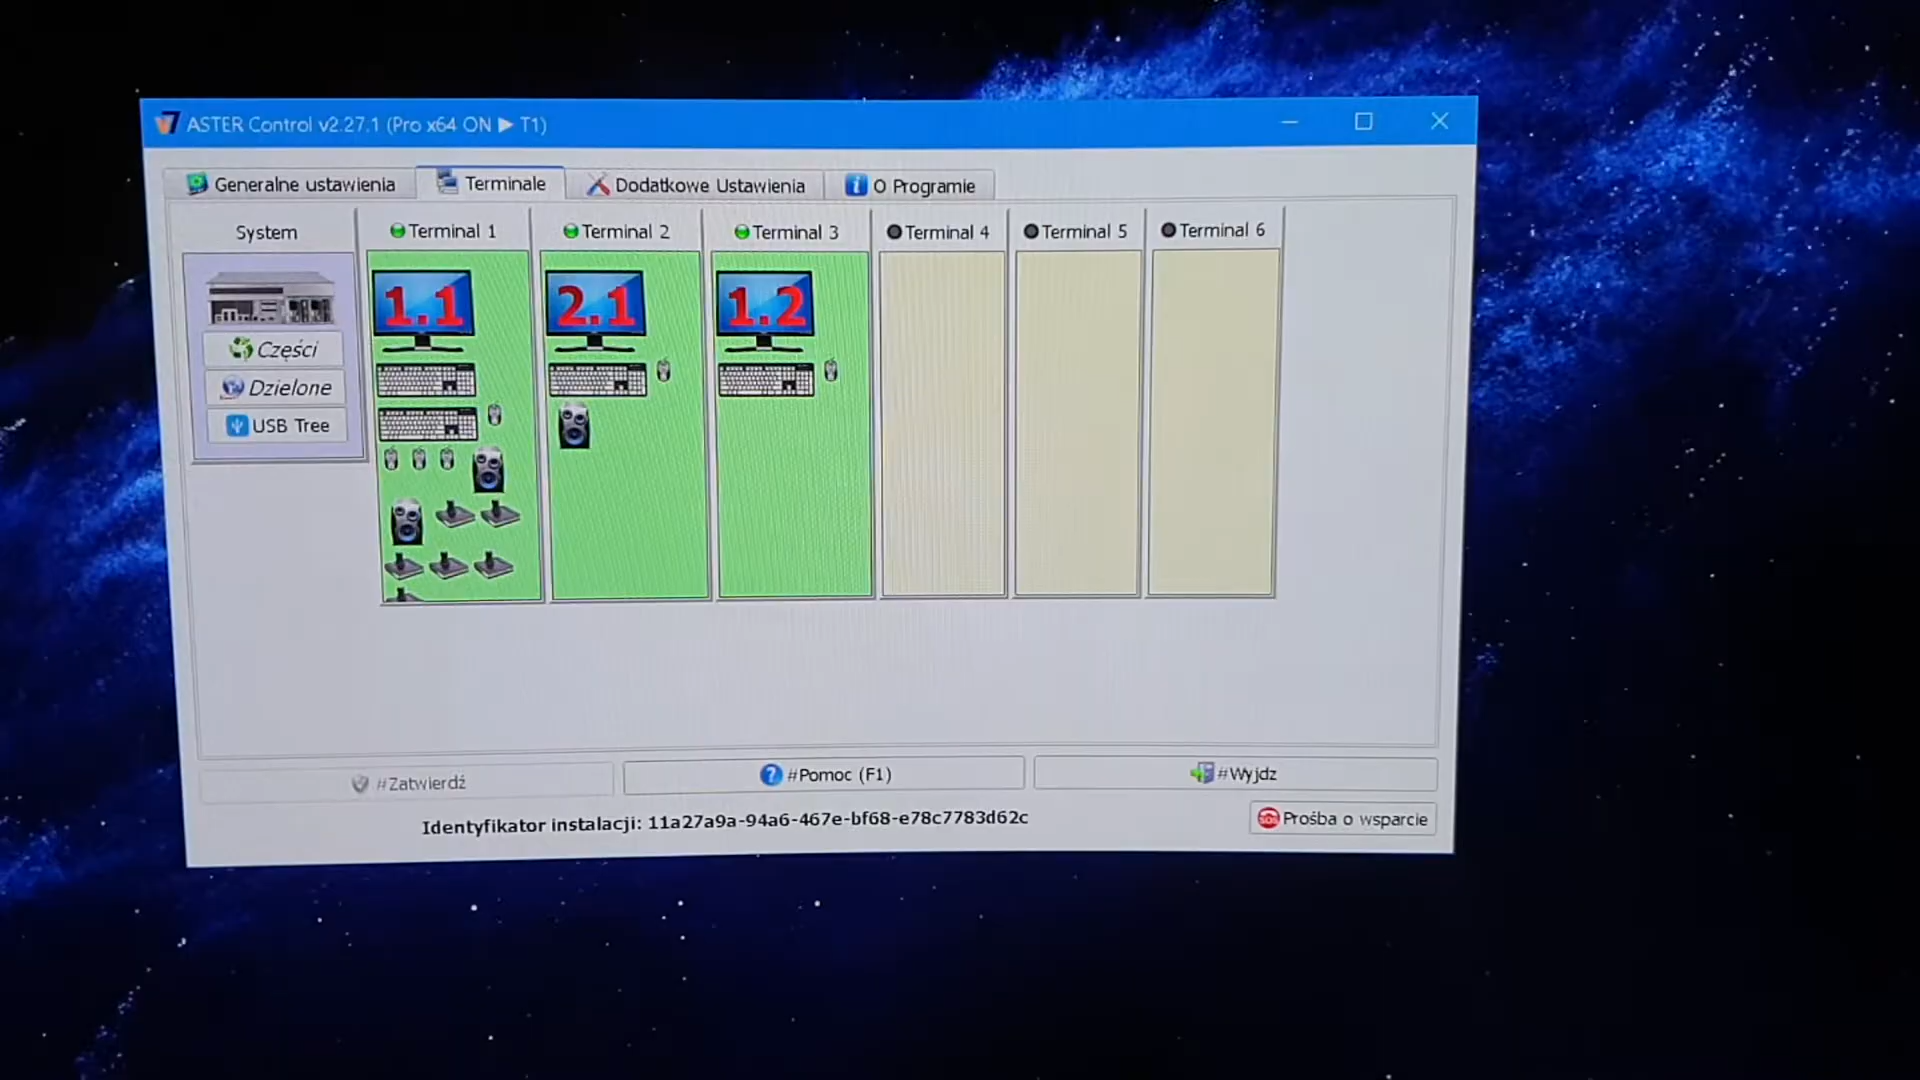 ASTER Control v2.27.1 (Pro x64 ON ▶ T1)
Generalne ustawienia
Terminale
Dodatkowe Ustawienia
O Programie
System
Terminal 1
Terminal 2
Terminal 3
Terminal 4
Terminal 5
Terminal 6
1.1
2.1
1.2
Części
Dzielone
USB Tree
#Zatwierdź
#Pomoc (F1)
#Wyjdz
Identyfikator instalacji: 11a27a9a-94a6-467e-bf68-e78c7783d62c
SOS
Prośba o wsparcie